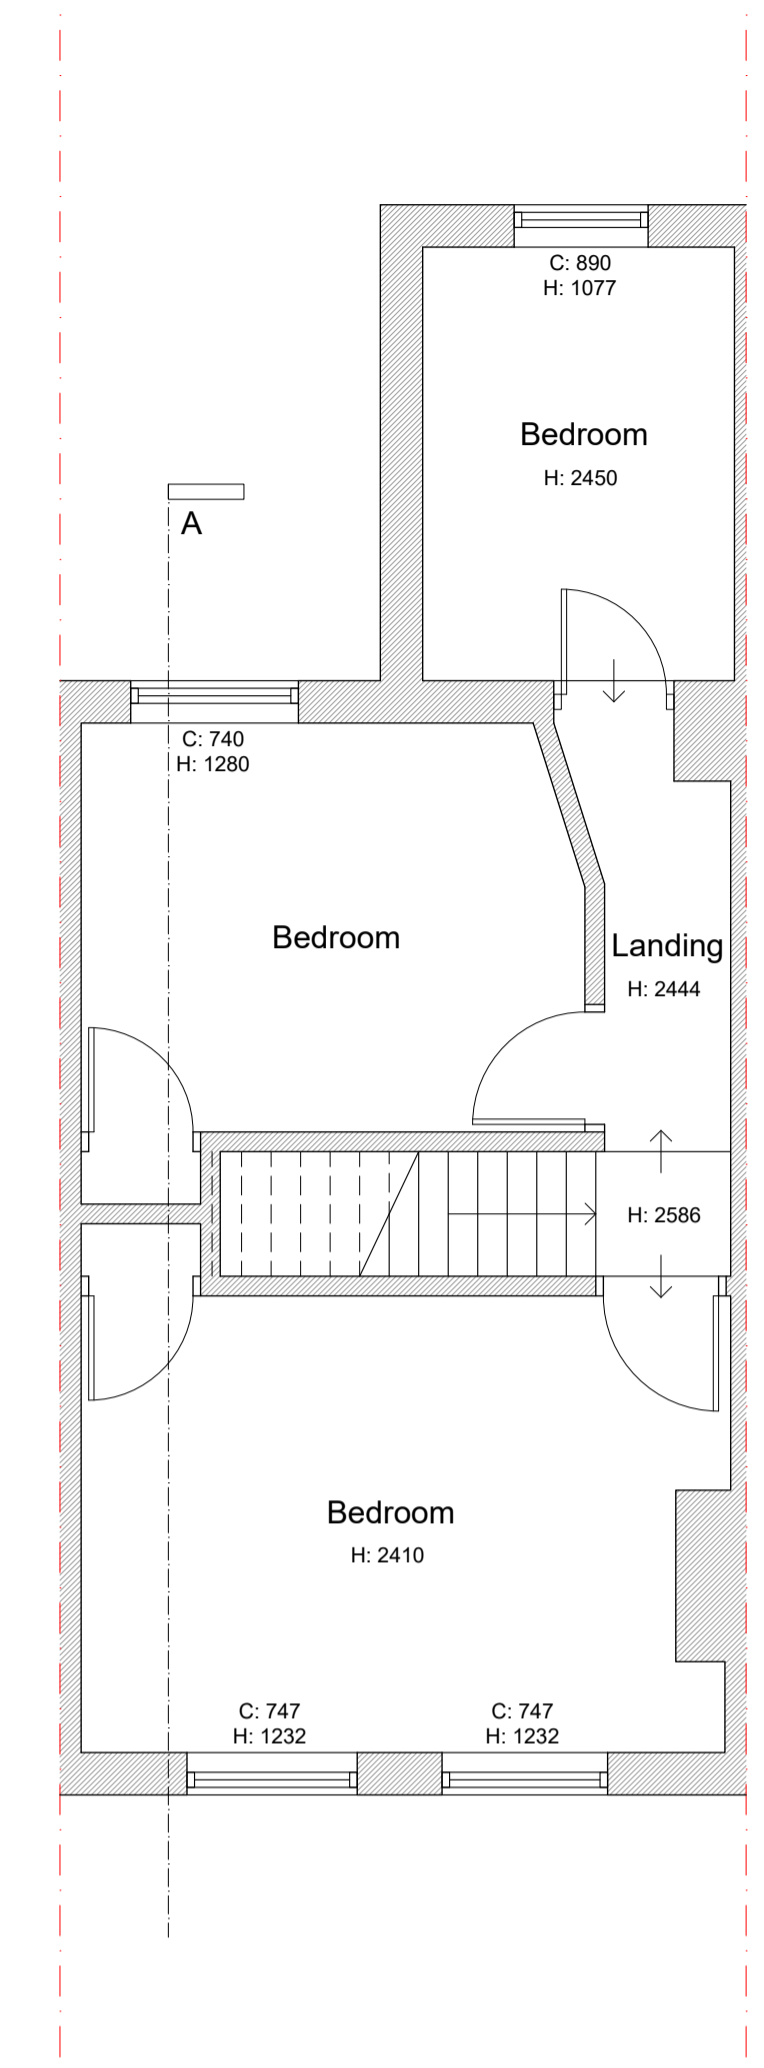 C: 890
H: 1077
Bedroom
H: 2450
A
C: 740
H: 1280
Bedroom
Landing
H: 2444
H: 2586
Bedroom
H: 2410
C: 747
H: 1232
C: 747
H: 1232